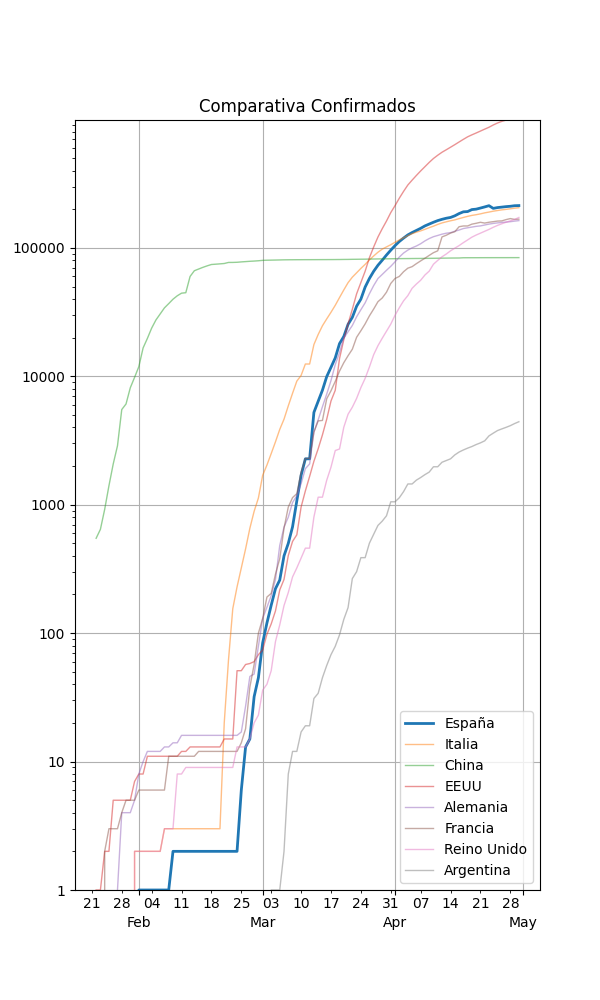 Comparativa Confirmados
100000
10000
1000
100
10
1
España
Italia
China
EEUU
Alemania
Francia
Reino Unido
Argentina
21 28 04 11 18 25 03 10 17 24 31 07 14 21 28
Feb Mar Apr May